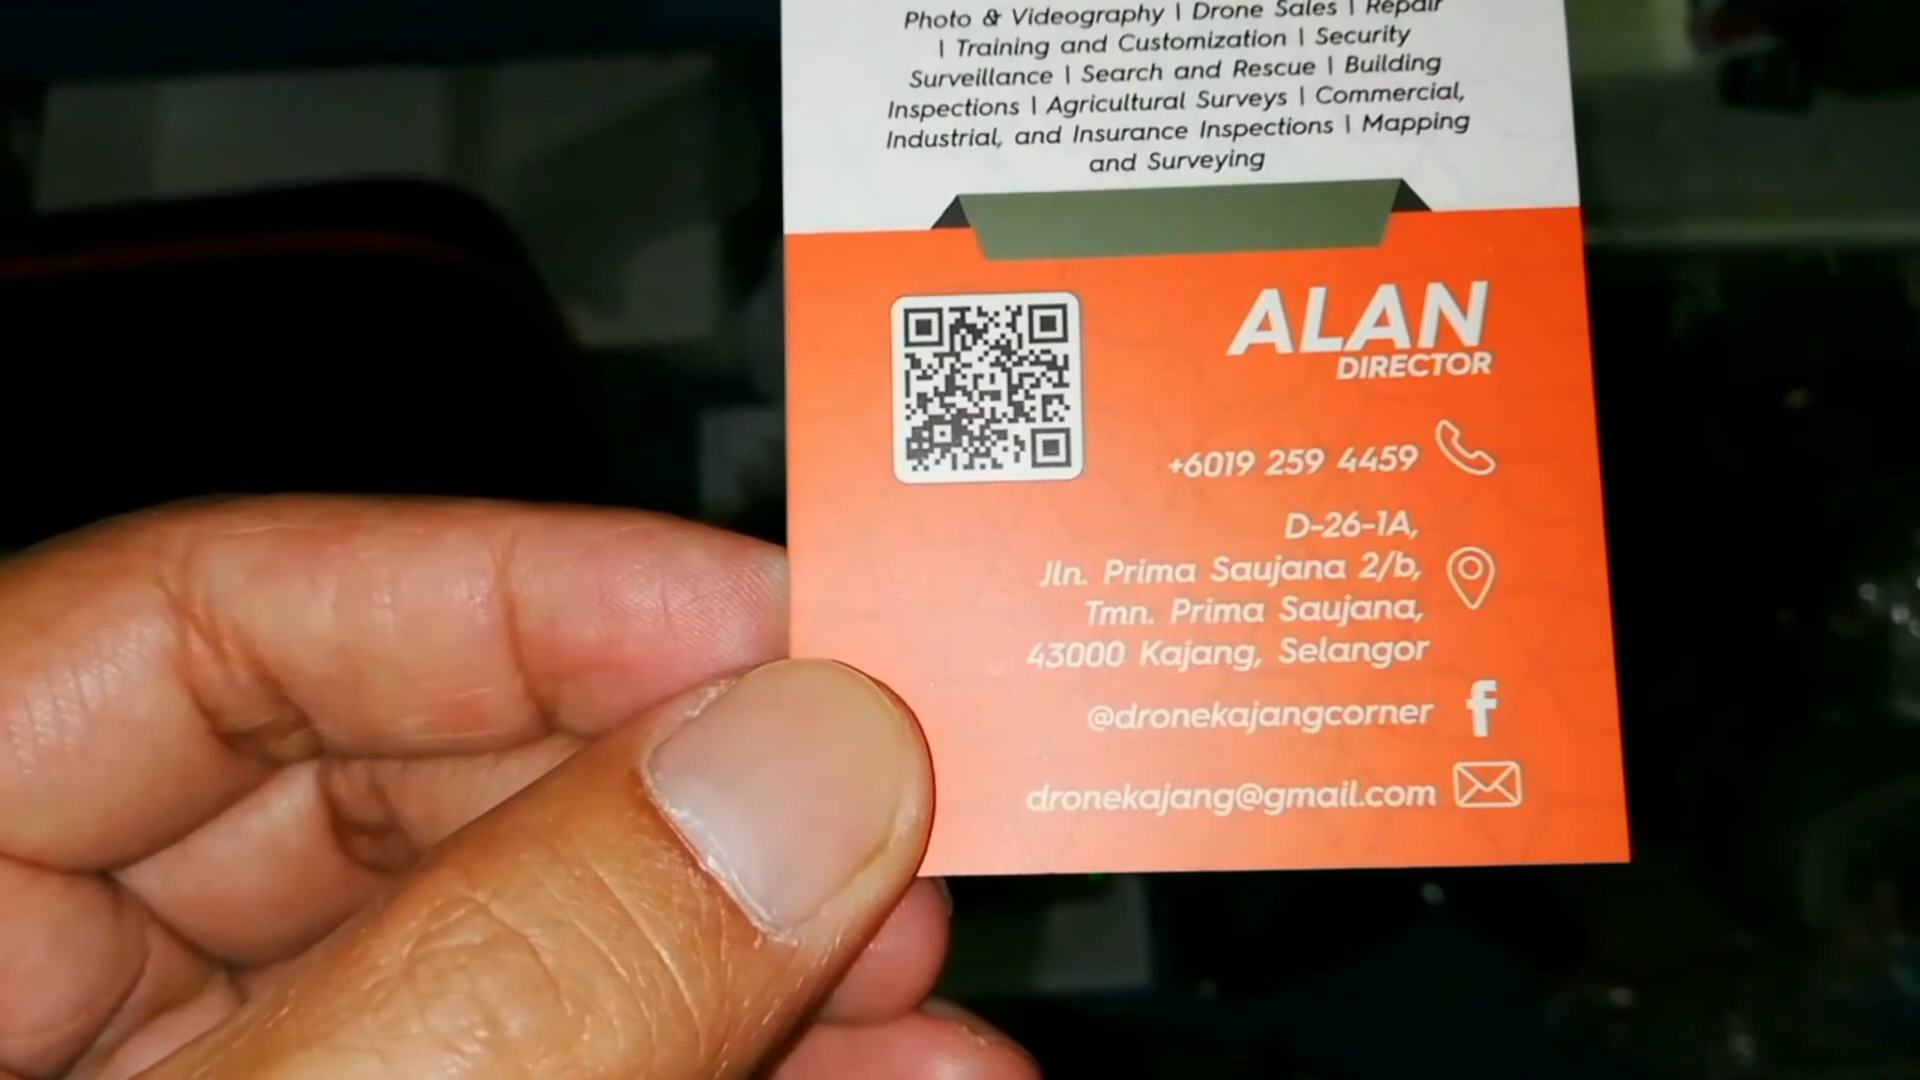 Photo & Videography | Drone Sales | Repair
| Training and Customization | Security
Surveillance | Search and Rescue | Building
Inspections | Agricultural Surveys | Commercial,
Industrial, and Insurance Inspections | Mapping
and Surveying
ALAN
DIRECTOR
+6019 259 4459
D-26-1A,
Jln. Prima Saujana 2/b,
Tmn. Prima Saujana,
43000 Kajang, Selangor
@dronekajangcorner
dronekajang@gmail.com